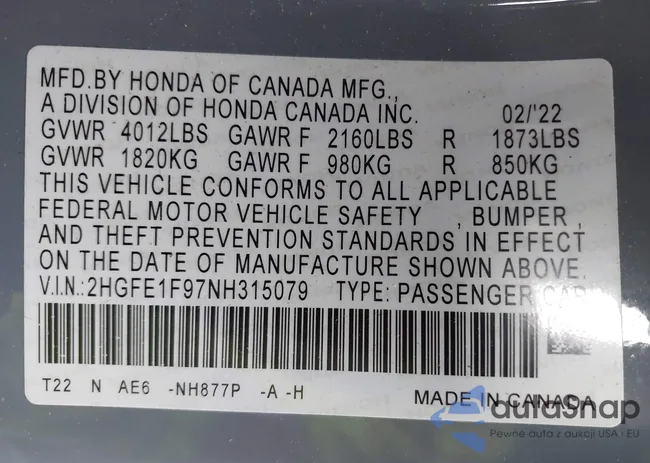 MFD.BY HONDA OF CANADA MFG.,
A DIVISION OF HONDA CANADA INC. 02/'22
GVWR 4012LBS GAWR F 2160LBS R 1873LBS
GVWR 1820KG GAWR F 980KG R 850KG
THIS VEHICLE CONFORMS TO ALL APPLICABLE
FEDERAL MOTOR VEHICLE SAFETY , BUMPER ,
AND THEFT PREVENTION STANDARDS IN EFFECT
ON THE DATE OF MANUFACTURE SHOWN ABOVE.
V.I.N.:2HGFE1F97NH315079 TYPE: PASSENGER CAR
T22 N AE6 -NH877P -A -H MADE IN CANADA
autoSnap
Pewne auta z aukcji USA - EU